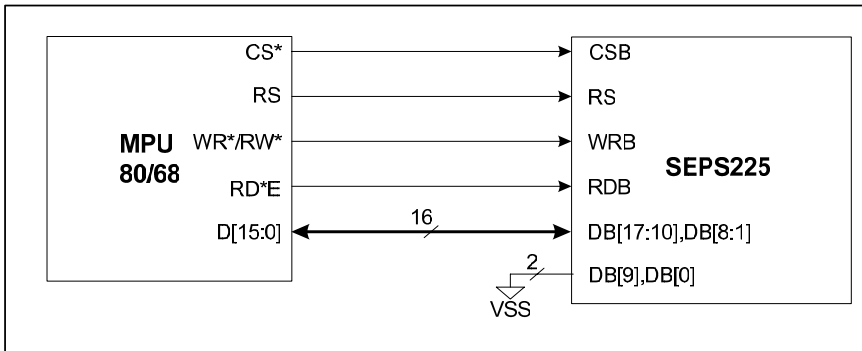 CS* CSB
RS RS
MPU
80/68
WR*/RW* WRB
SEPS225
RD*E RDB
16
D[15:0] DB[17:10],DB[8:1]
2
DB[9],DB[0]
VSS